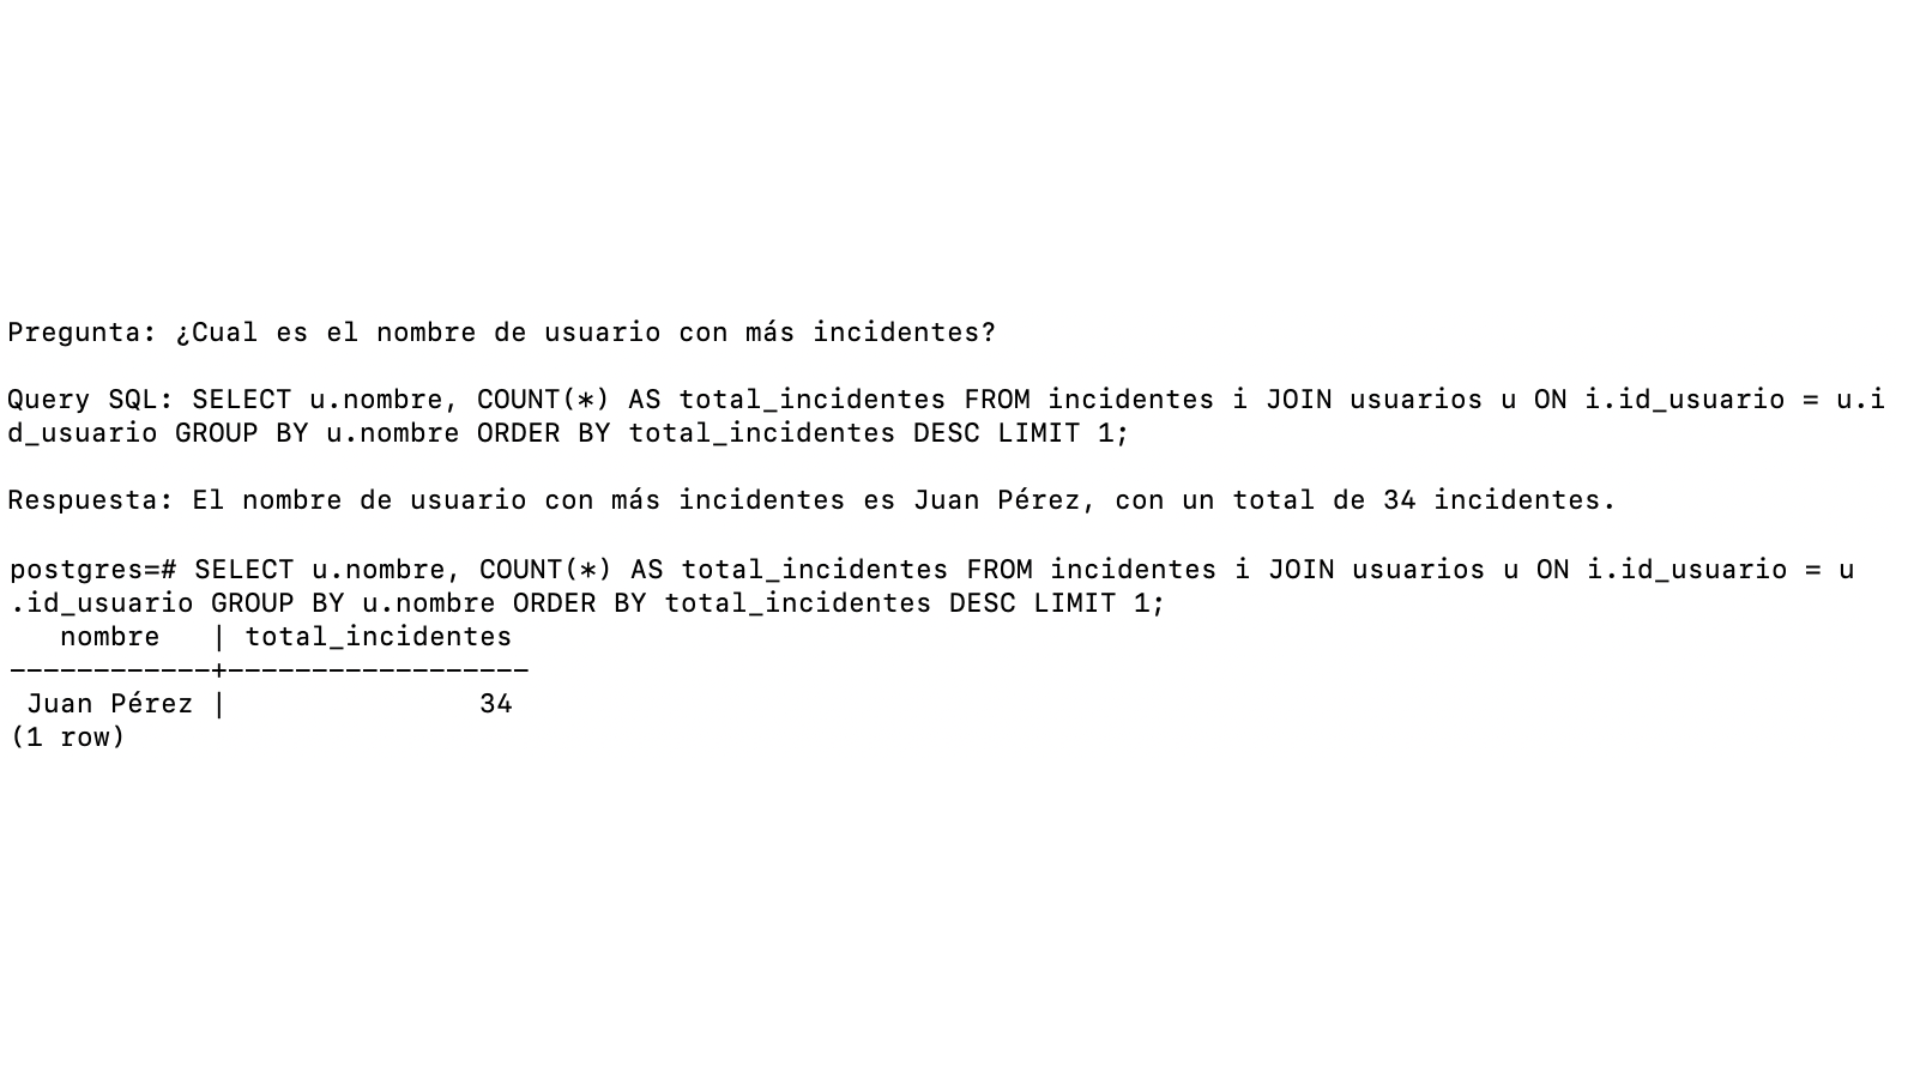 Pregunta: ¿Cual es el nombre de usuario con más incidentes?
Query SQL: SELECT u.nombre, COUNT(*) AS total_incidentes FROM incidentes i JOIN usuarios u ON i.id_usuario = u.i
d_usuario GROUP BY u.nombre ORDER BY total_incidentes DESC LIMIT 1;
Respuesta: El nombre de usuario con más incidentes es Juan Pérez, con un total de 34 incidentes.
postgres=# SELECT u.nombre, COUNT(*) AS total_incidentes FROM incidentes i JOIN usuarios u ON i.id_usuario = u
.id_usuario GROUP BY u.nombre ORDER BY total_incidentes DESC LIMIT 1;
   nombre   | total_incidentes
------------+------------------
 Juan Pérez |               34
(1 row)